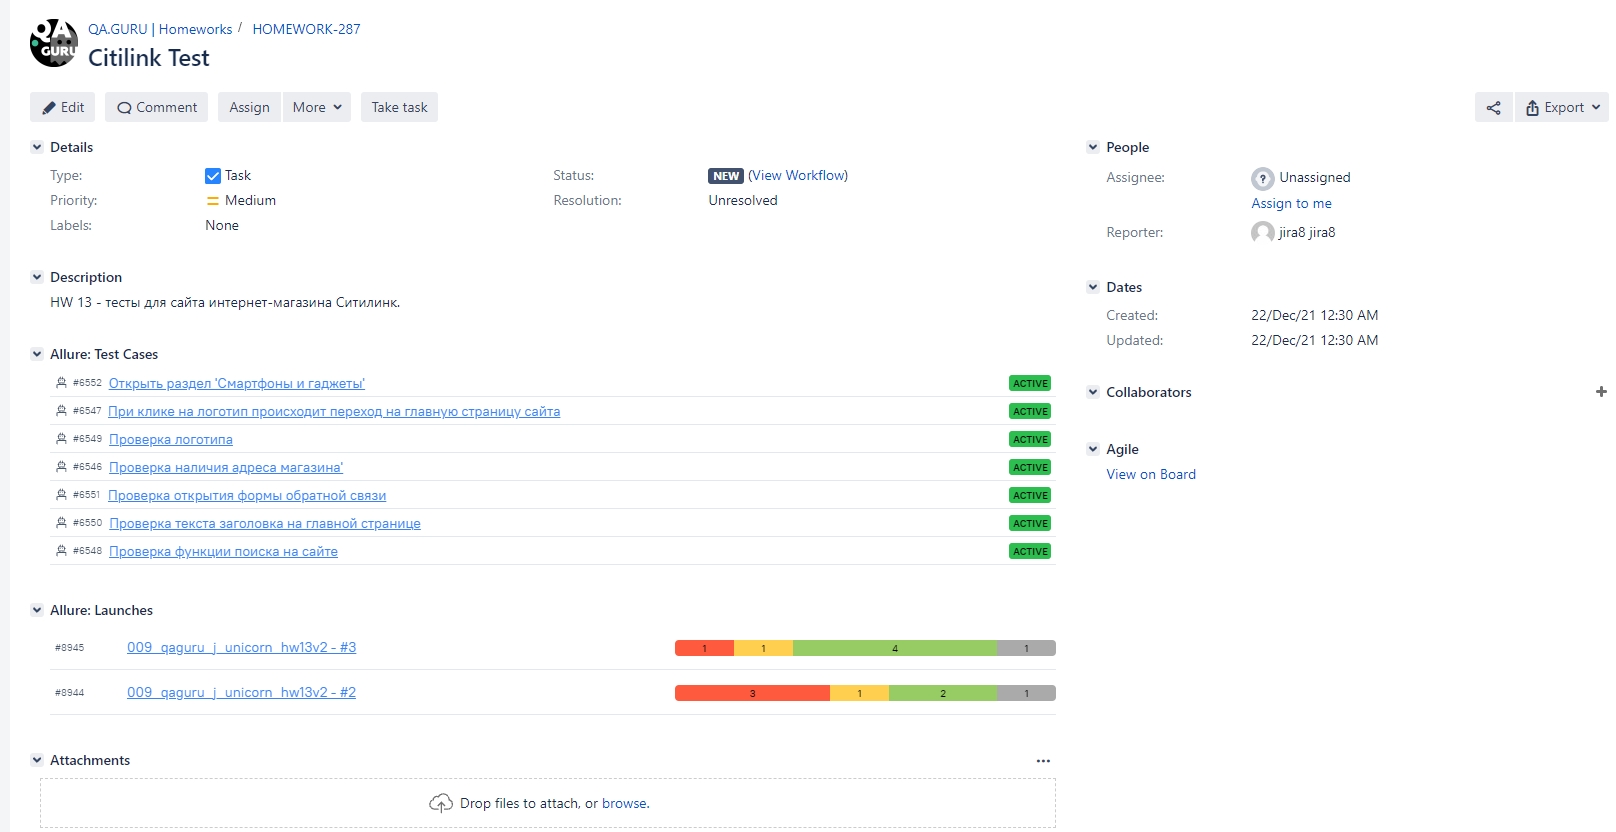 QA
GURU
QA.GURU | Homeworks / HOMEWORK-287
Citilink Test
Edit Comment Assign More Take task Export
Details
Type: Task Status: NEW (View Workflow)
Priority: Medium Resolution: Unresolved
Labels: None
Description
HW 13 - тесты для сайта интернет-магазина Ситилинк.
Allure: Test Cases
#6552 Открыть раздел 'Смартфоны и гаджеты' ACTIVE
#6547 При клике на логотип происходит переход на главную страницу сайта ACTIVE
#6549 Проверка логотипа ACTIVE
#6546 Проверка наличия адреса магазина' ACTIVE
#6551 Проверка открытия формы обратной связи ACTIVE
#6550 Проверка текста заголовка на главной странице ACTIVE
#6548 Проверка функции поиска на сайте ACTIVE
Allure: Launches
#8945 009_qaguru_j_unicorn_hw13v2 - #3 1 1 4 1
#8944 009_qaguru_j_unicorn_hw13v2 - #2 3 1 2 1
Attachments ...
Drop files to attach, or browse.
People
Assignee: Unassigned
Assign to me
Reporter: jira8 jira8
Dates
Created: 22/Dec/21 12:30 AM
Updated: 22/Dec/21 12:30 AM
Collaborators +
Agile
View on Board